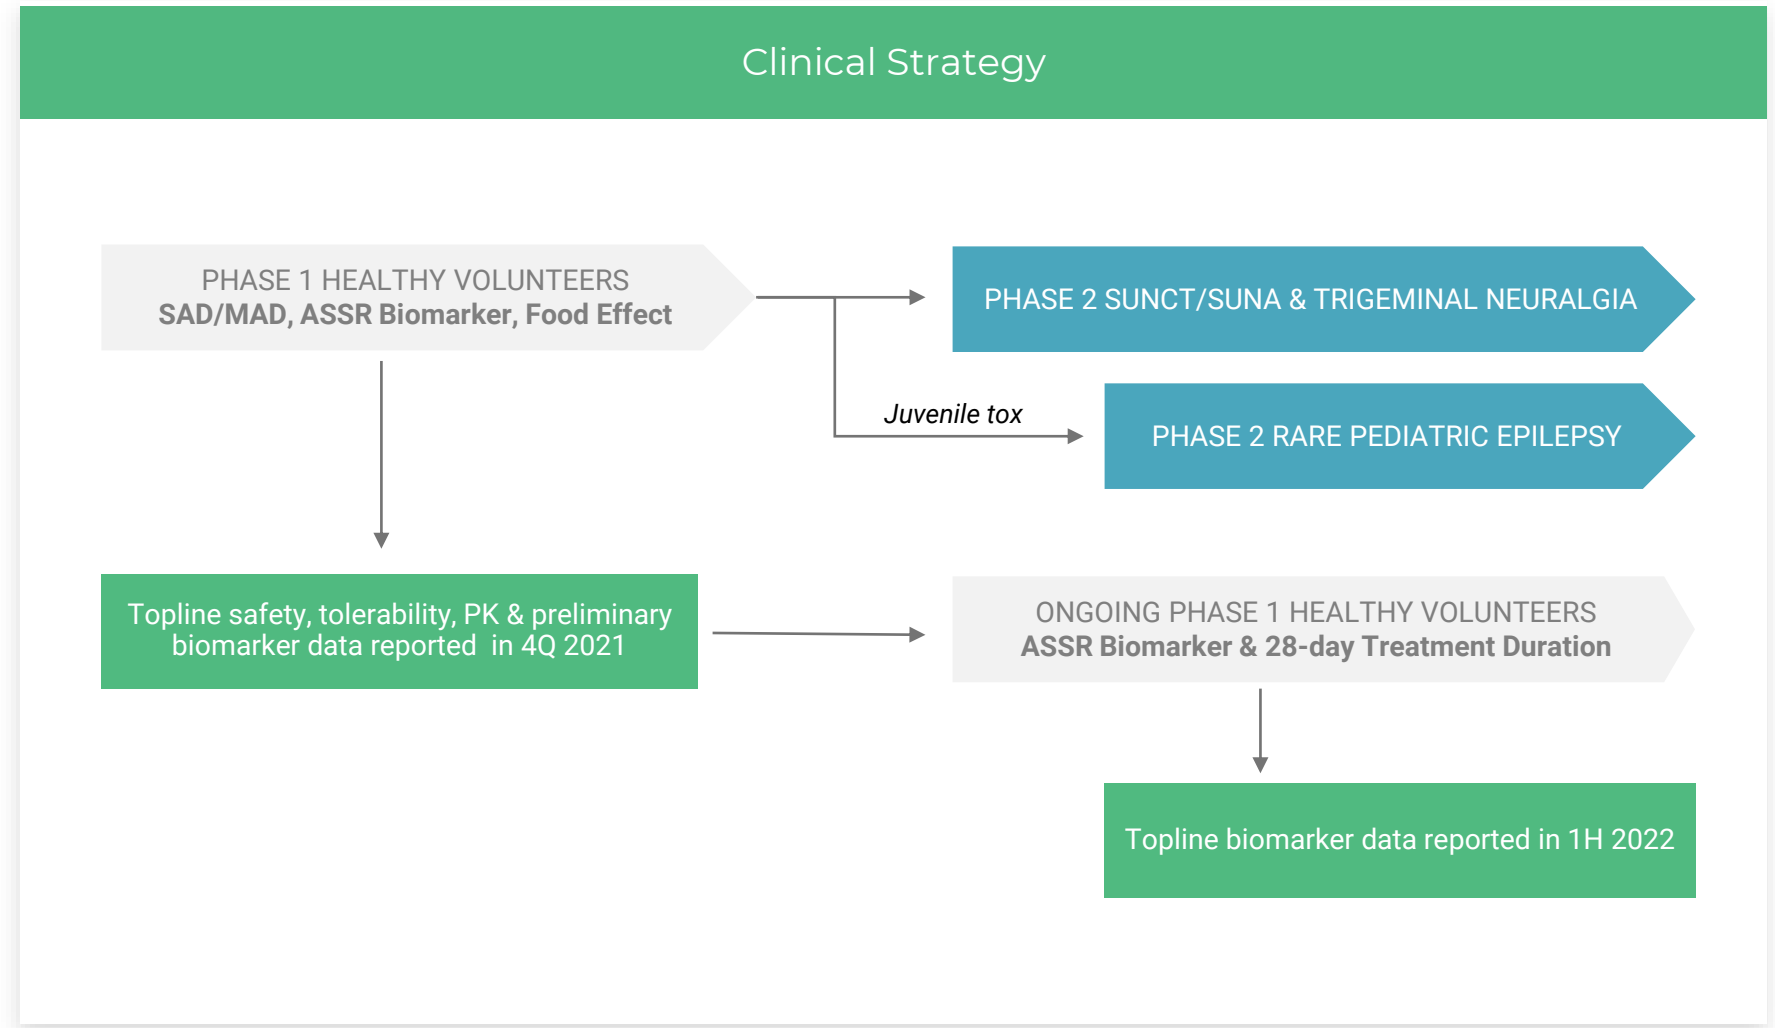 Clinical Strategy
PHASE 1 HEALTHY VOLUNTEERS
SAD/MAD, ASSR Biomarker, Food Effect
PHASE 2 SUNCT/SUNA & TRIGEMINAL NEURALGIA
Juvenile tox
PHASE 2 RARE PEDIATRIC EPILEPSY
Topline safety, tolerability, PK & preliminary
biomarker data reported in 4Q 2021
ONGOING PHASE 1 HEALTHY VOLUNTEERS
ASSR Biomarker & 28-day Treatment Duration
Topline biomarker data reported in 1H 2022